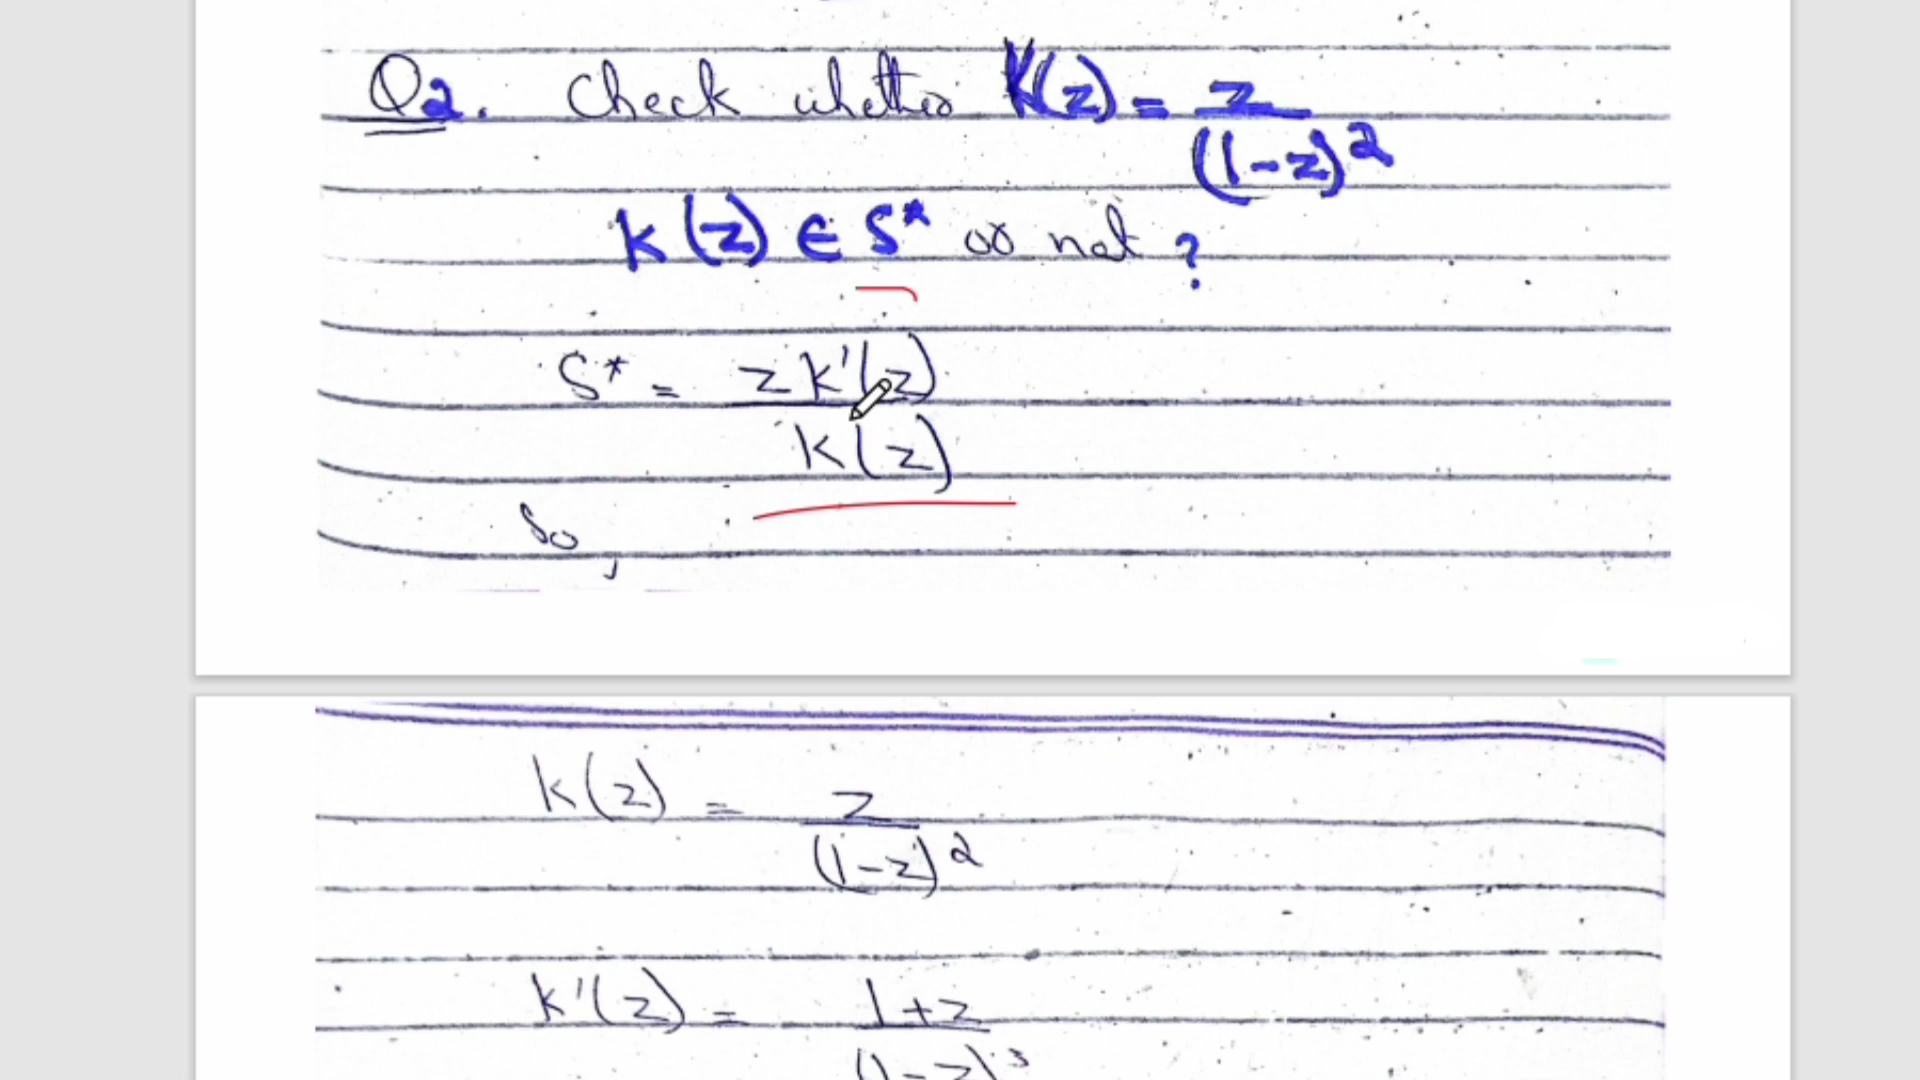 Q2. Check whether K(z) = z/(1-z)²
K(z) ∈ S* or not ?
S* = zK'(z)/K(z)
So,
K(z) = z/(1-z)²
K'(z) = 1+z/(1-z)³